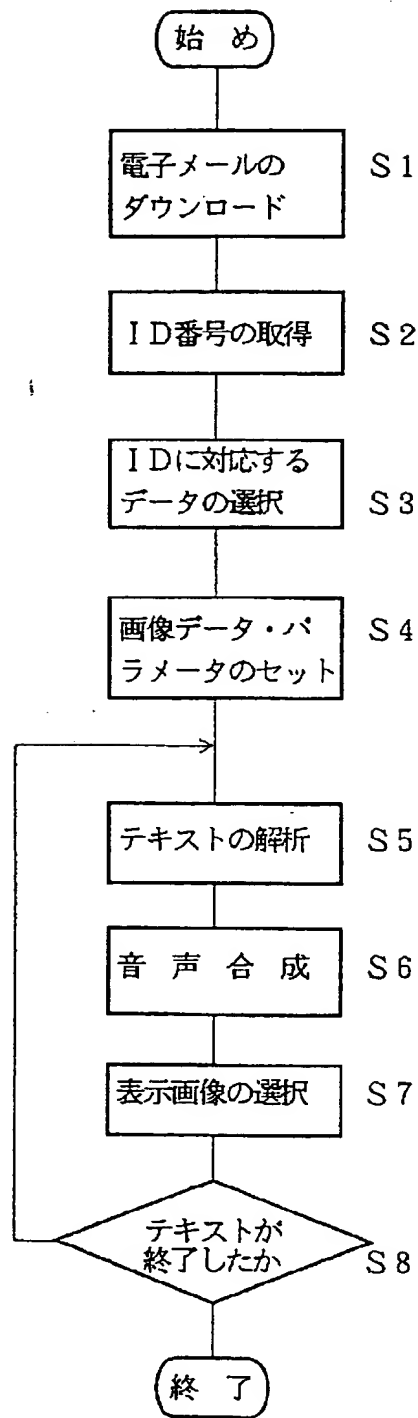 始 め
電子メールの S1
ダウンロード
ID番号の取得 S2
IDに対応する
データの選択 S3
画像データ・パ S4
ラメータのセット
テキストの解析 S5
音 声 合 成 S6
表示画像の選択 S7
テキストが
終了したか S8
終 了